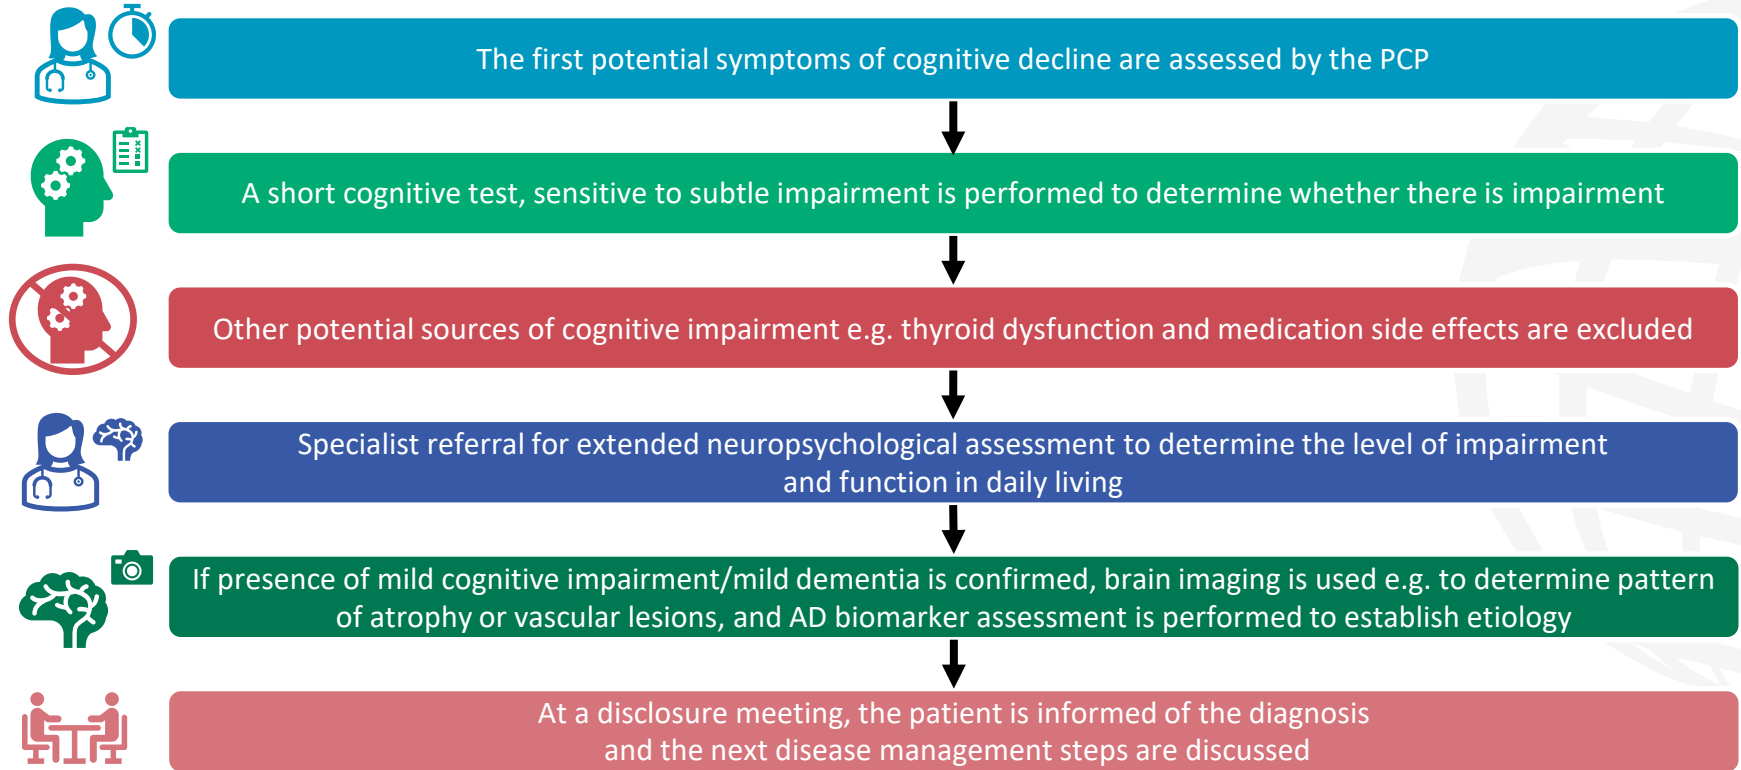 The first potential symptoms of cognitive decline are assessed by the PCP
A short cognitive test, sensitive to subtle impairment is performed to determine whether there is impairment
Other potential sources of cognitive impairment e.g. thyroid dysfunction and medication side effects are excluded
Specialist referral for extended neuropsychological assessment to determine the level of impairment
and function in daily living
If presence of mild cognitive impairment/mild dementia is confirmed, brain imaging is used e.g. to determine pattern
of atrophy or vascular lesions, and AD biomarker assessment is performed to establish etiology
At a disclosure meeting, the patient is informed of the diagnosis
and the next disease management steps are discussed